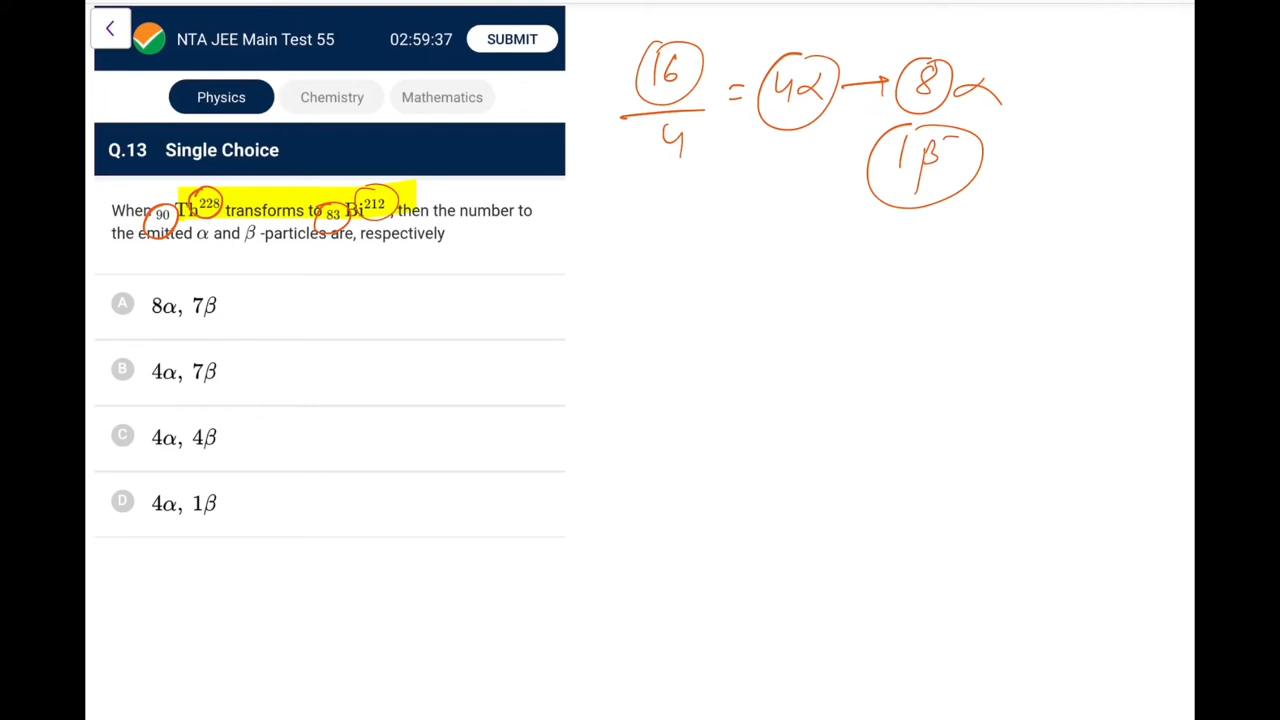 NTA JEE Main Test 55 02:59:37 SUBMIT
Physics Chemistry Mathematics
Q.13 Single Choice
When ₉₀Th²²⁸ transforms to ₈₃Bi²¹², then the number to
the emitted α and β -particles are, respectively
A 8α, 7β
B 4α, 7β
C 4α, 4β
D 4α, 1β
16/4 = 4α → 8α
1β⁻